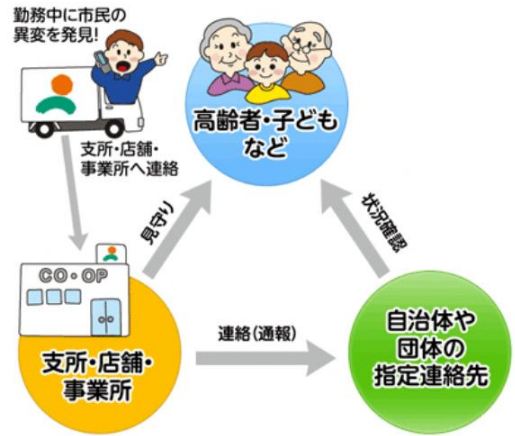 勤務中に市民の
異変を発見!
支所・店舗・
事業所へ連絡
高齢者・子ども
など
見守り
状況確認
CO・OP
支所・店舗・
事業所
連絡(通報)
自治体や
団体の
指定連絡先